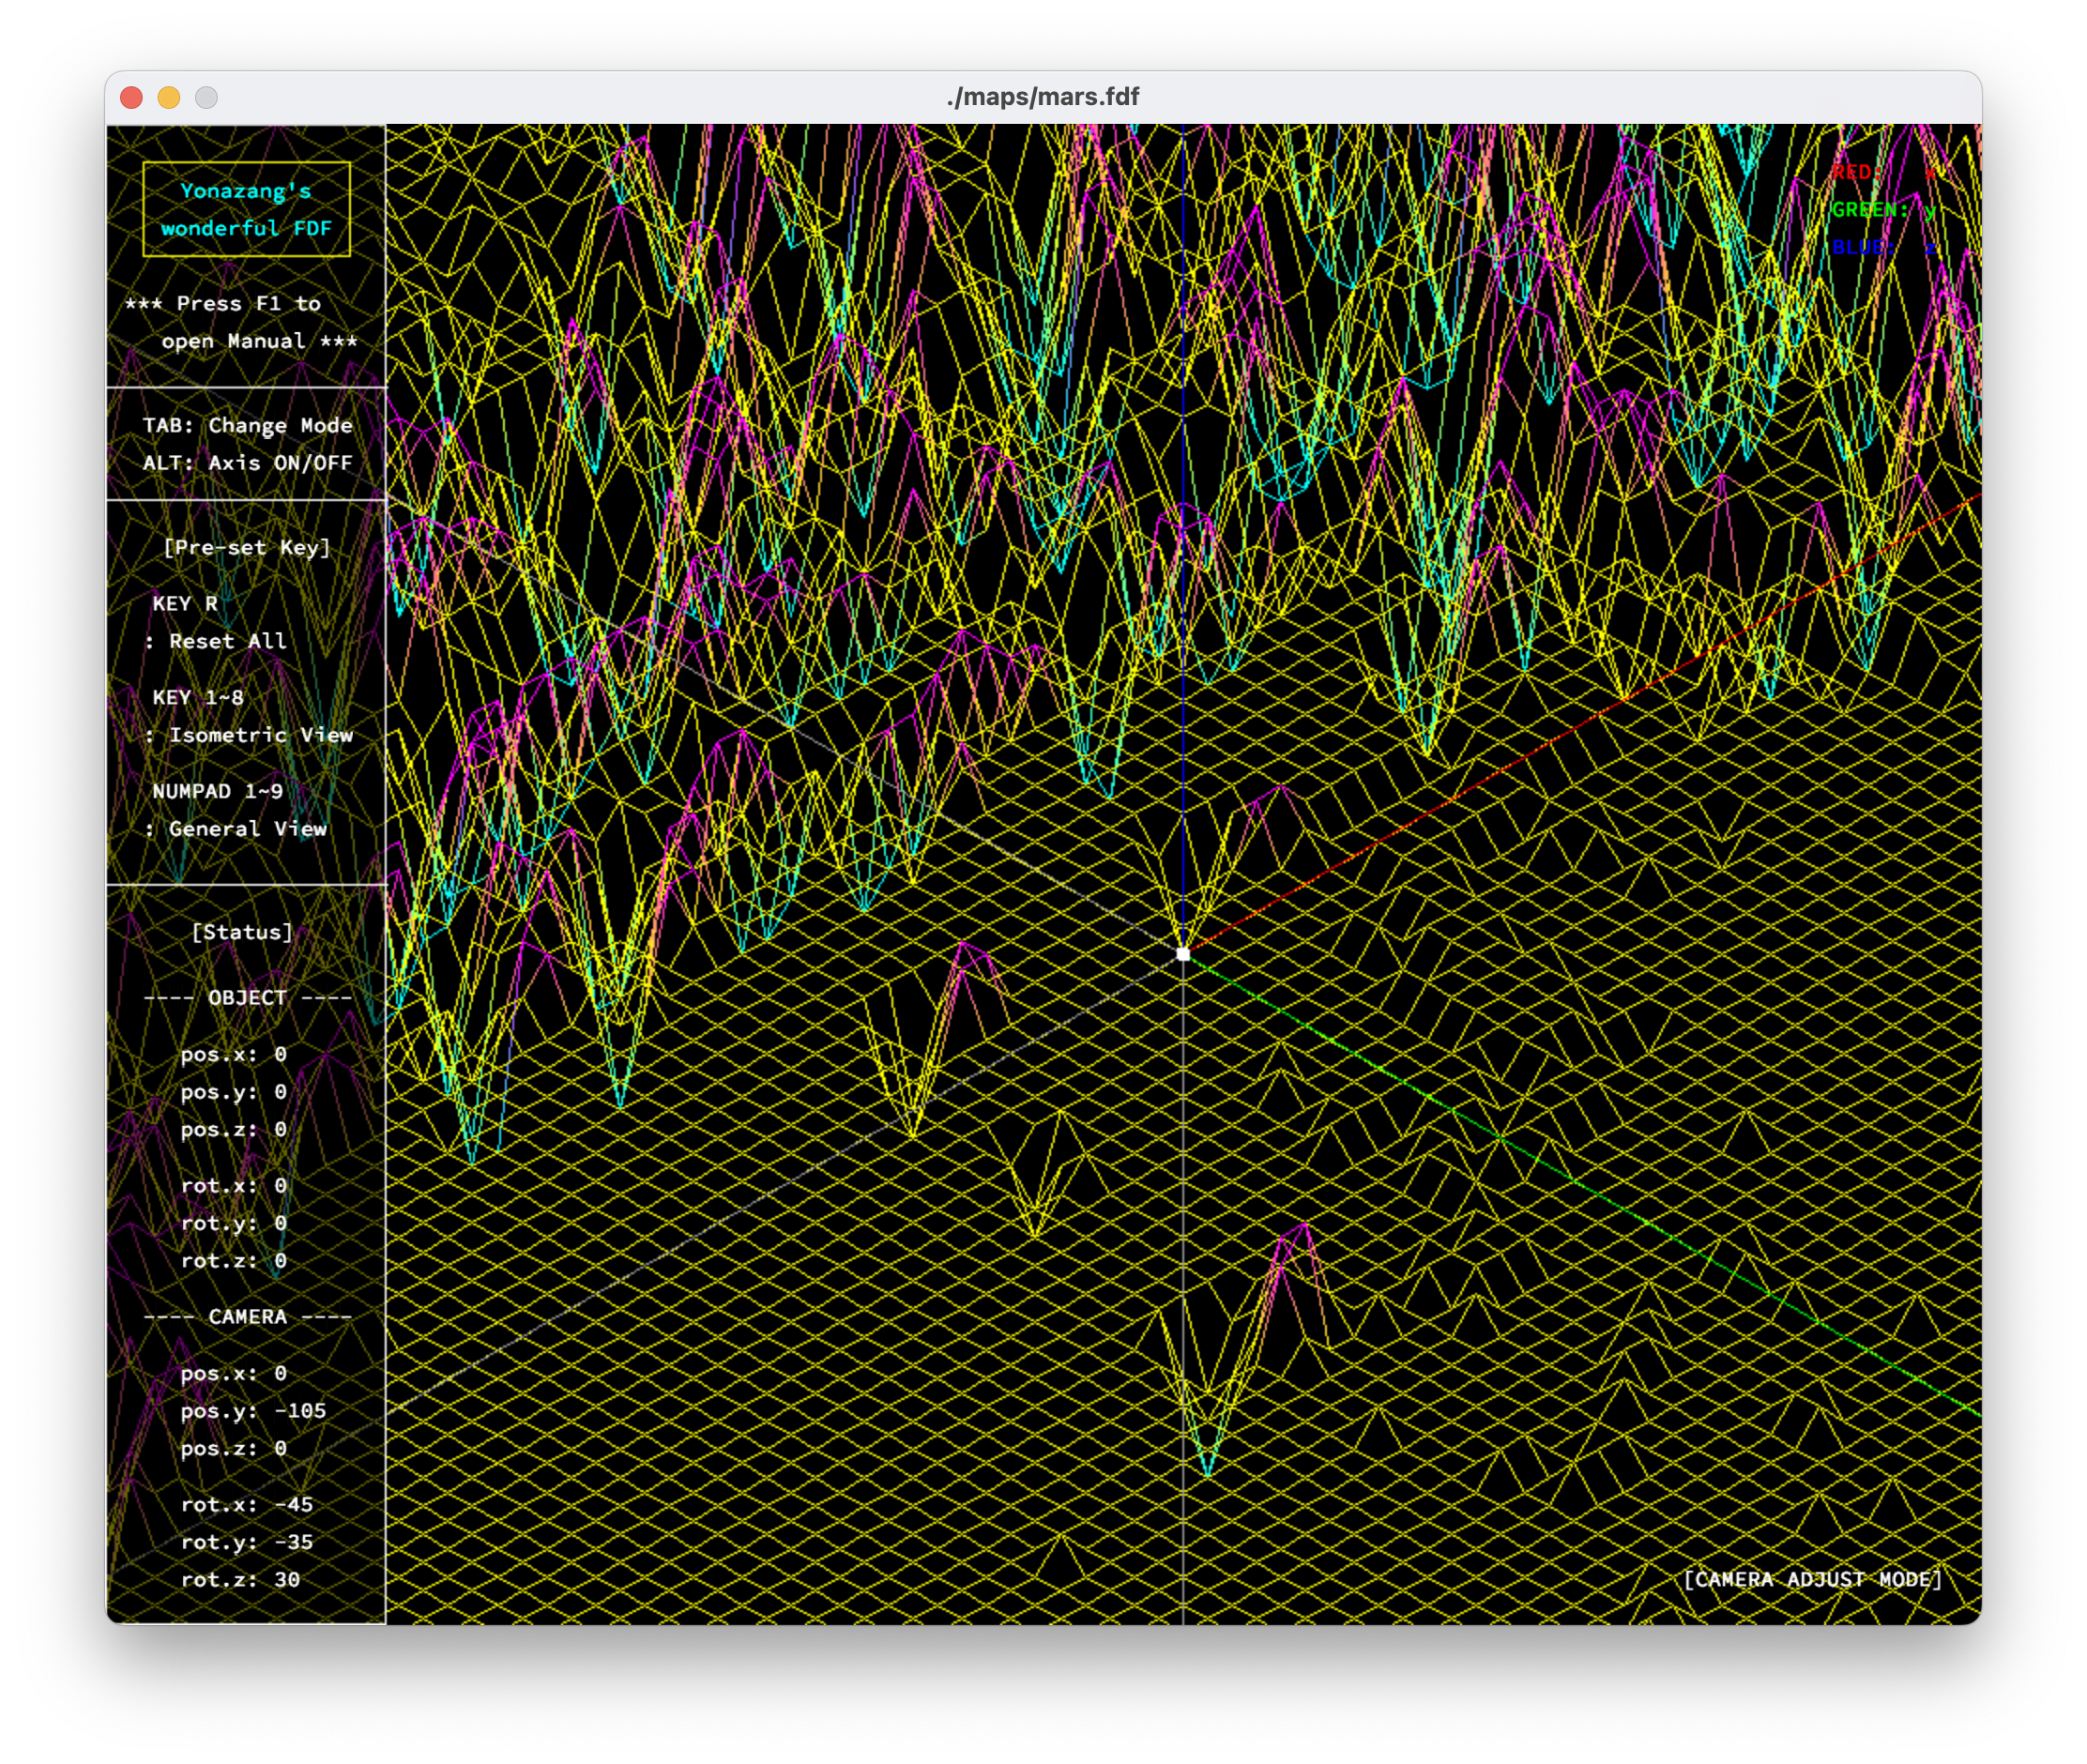 ./maps/mars.fdf
Yonazang's
wonderful FDF
*** Press F1 to
open Manual ***
TAB: Change Mode
ALT: Axis ON/OFF
[Pre-set Key]
KEY R
: Reset All
KEY 1~8
: Isometric View
NUMPAD 1~9
: General View
[Status]
---- OBJECT ----
pos.x: 0
pos.y: 0
pos.z: 0
rot.x: 0
rot.y: 0
rot.z: 0
---- CAMERA ----
pos.x: 0
pos.y: -105
pos.z: 0
rot.x: -45
rot.y: -35
rot.z: 30
RED: x
GREEN: y
BLUE: z
[CAMERA ADJUST MODE]